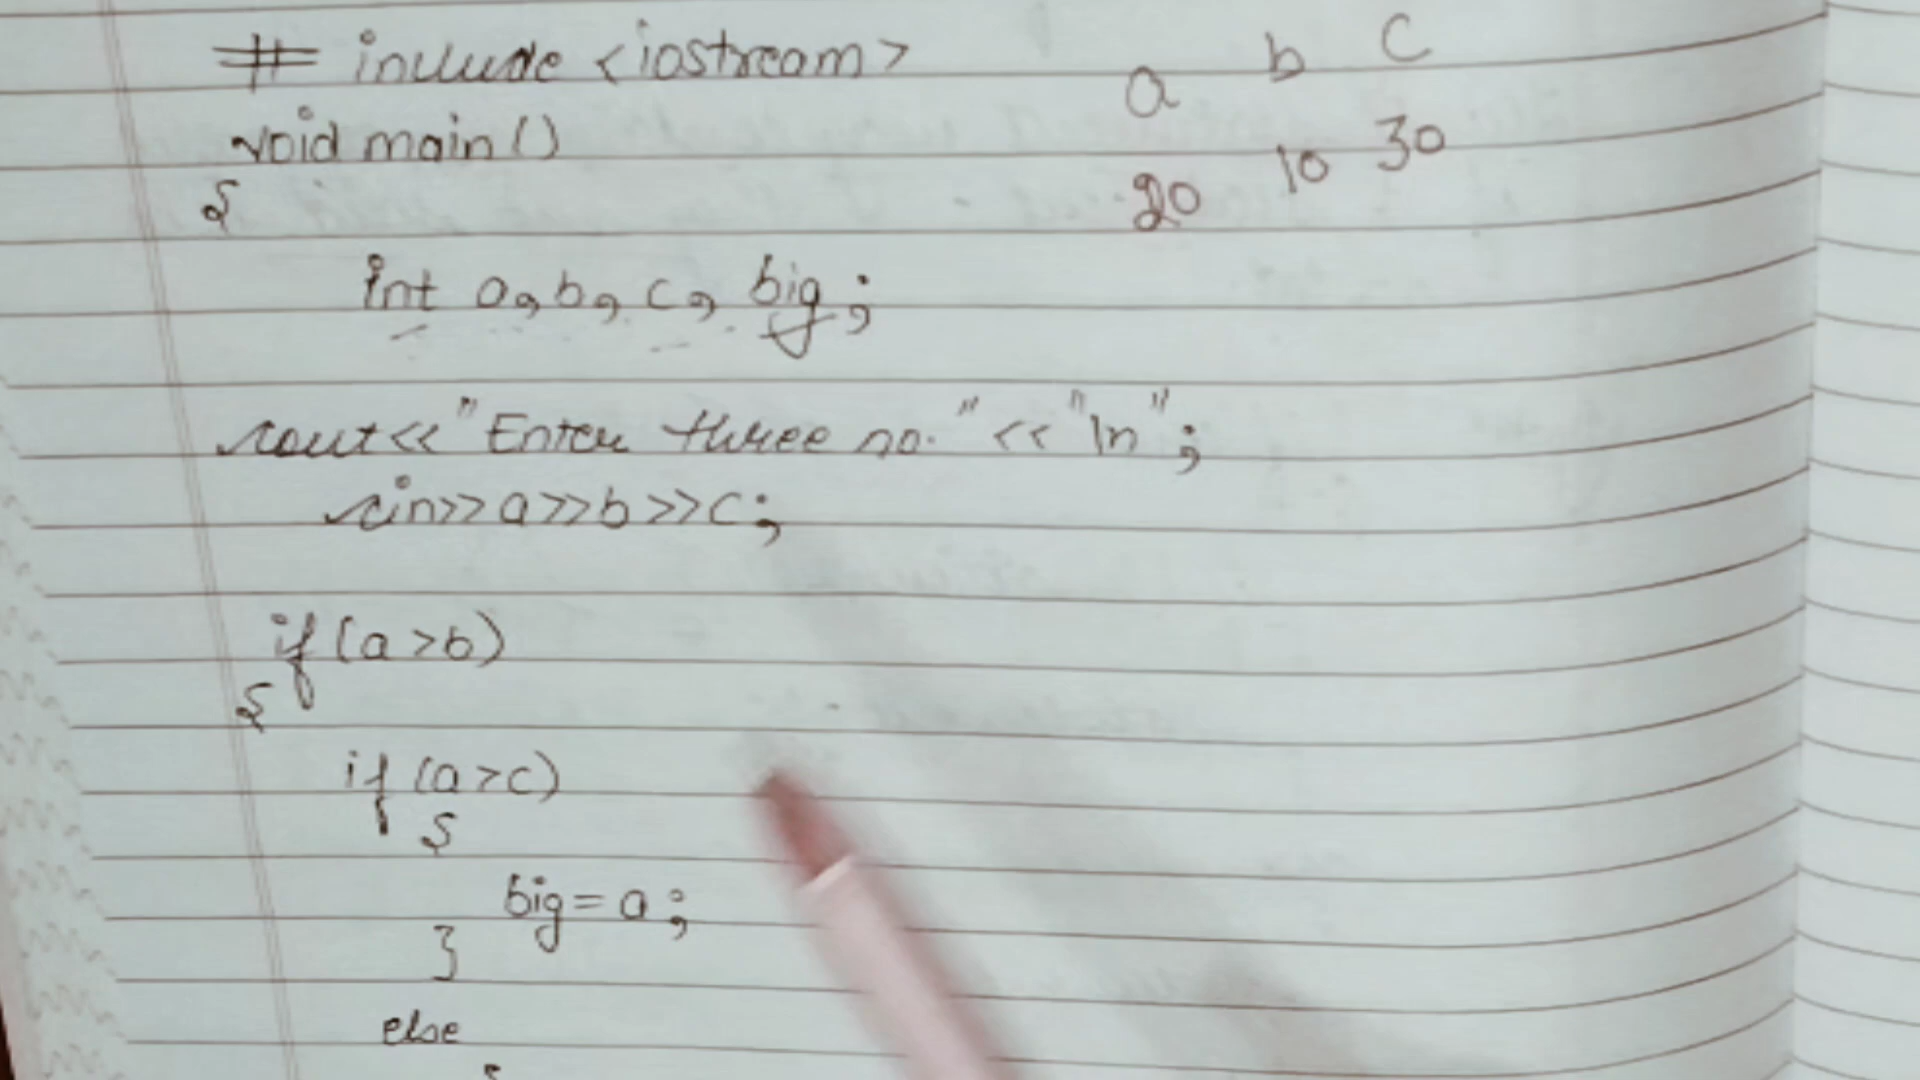 # include <iostream>
a b c
void main()
20 10 30
{
int a, b, c, big;
cout<< "Enter three no." << "\n";
cin>>a>>b>>c;
if (a>b)
{
if (a>c)
{
big = a;
}
else
{